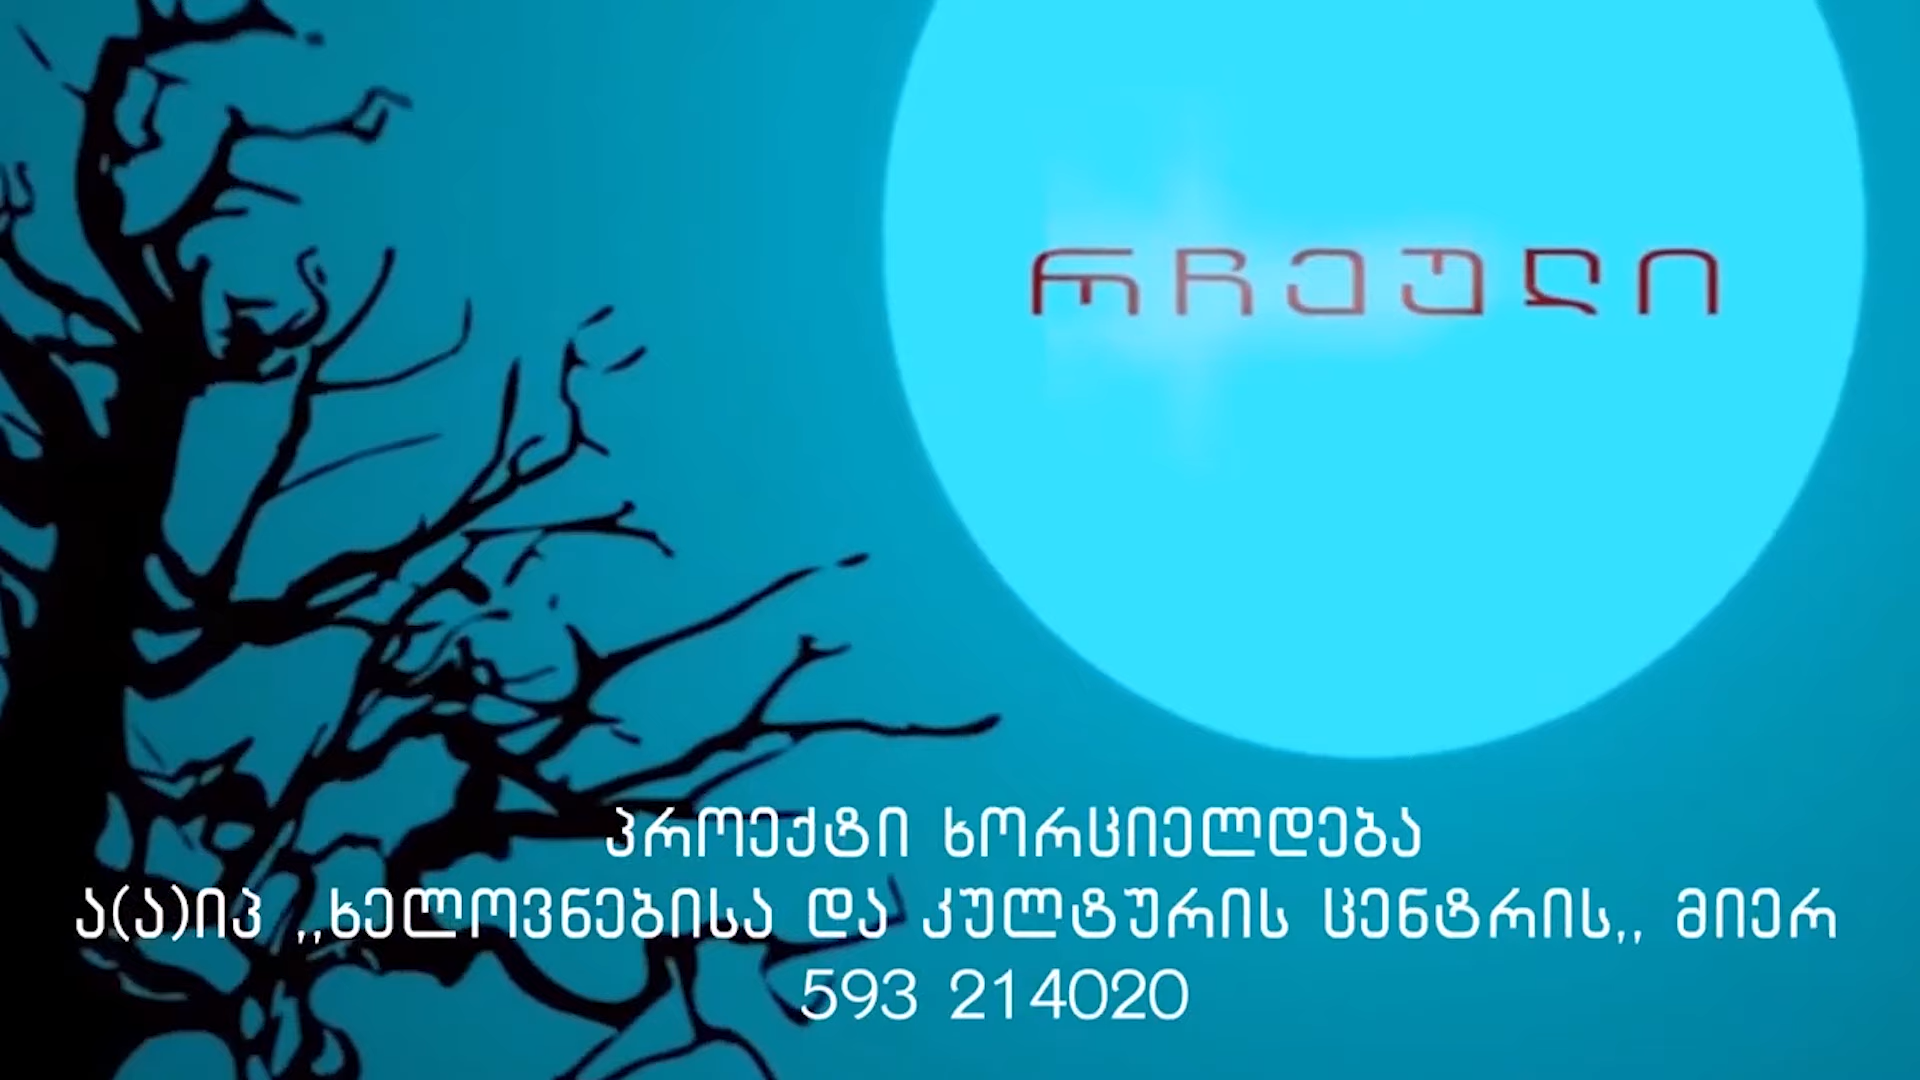 რჩეული
პროექტი ხორციელდება
ა(ა)იპ ,,ხელოვნებისა და კულტურის ცენტრის,, მიერ
593 214020